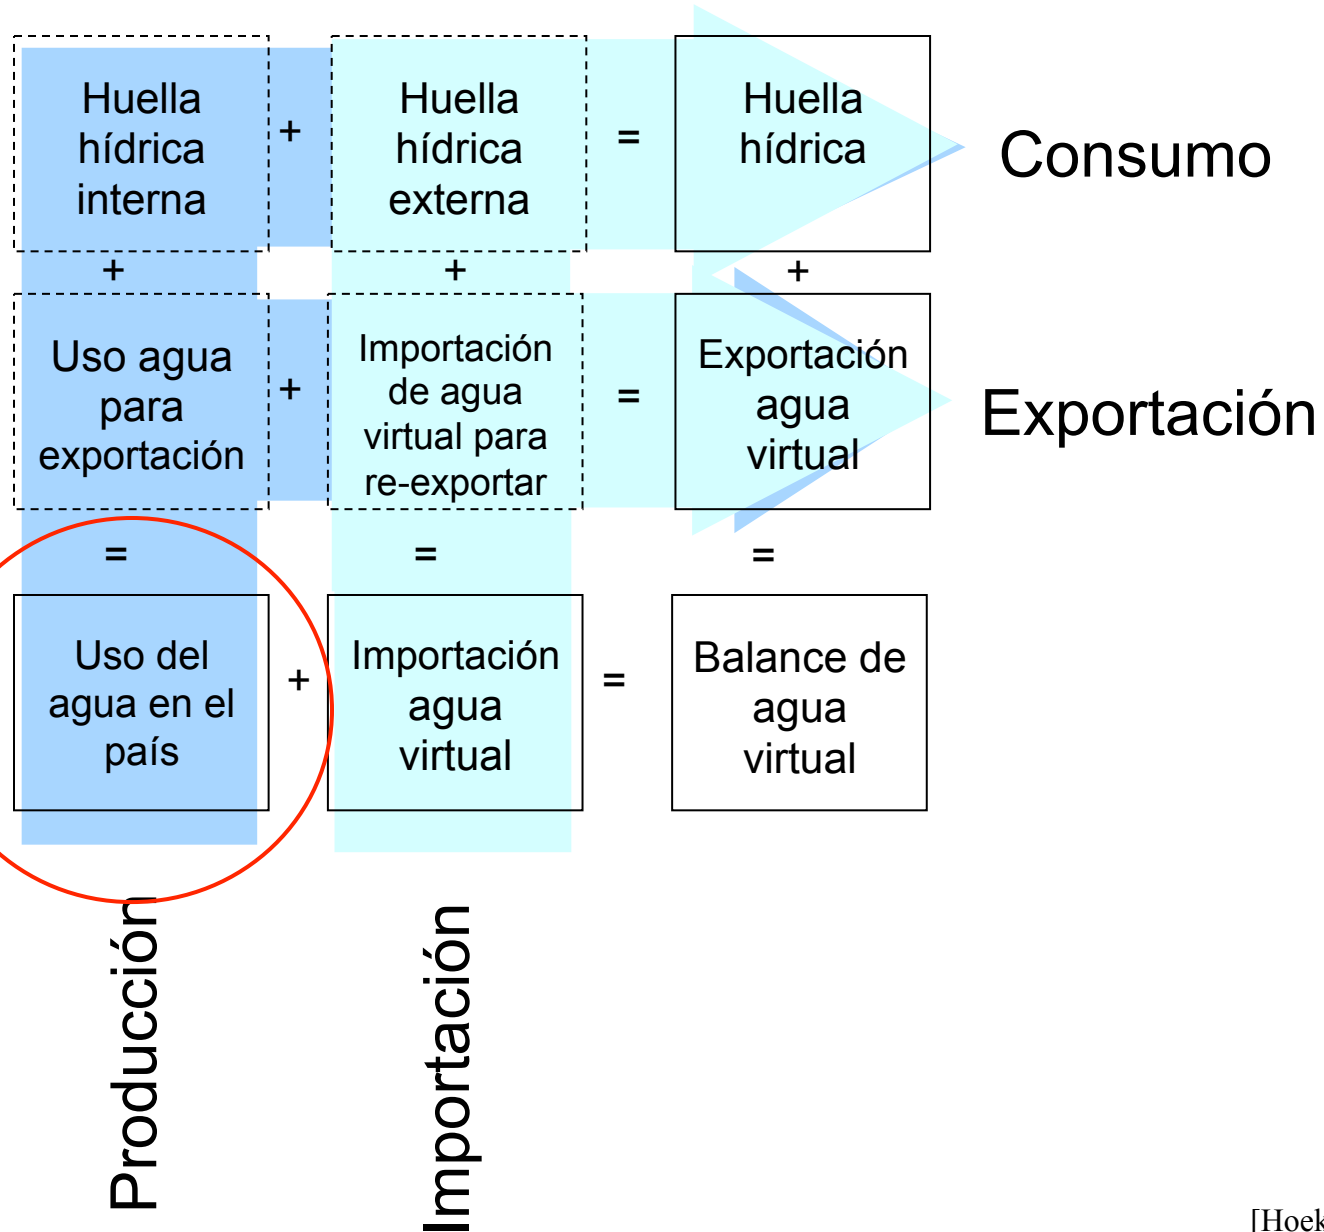 Huella
hídrica
interna
+
Huella
hídrica
externa
=
Huella
hídrica
Consumo
+
+
+
Uso agua
para
exportación
+
Importación
de agua
virtual para
re-exportar
=
Exportación
agua
virtual
Exportación
=
=
=
Uso del
agua en el
país
+
Importación
agua
virtual
=
Balance de
agua
virtual
Producción
Importación
[Hoek